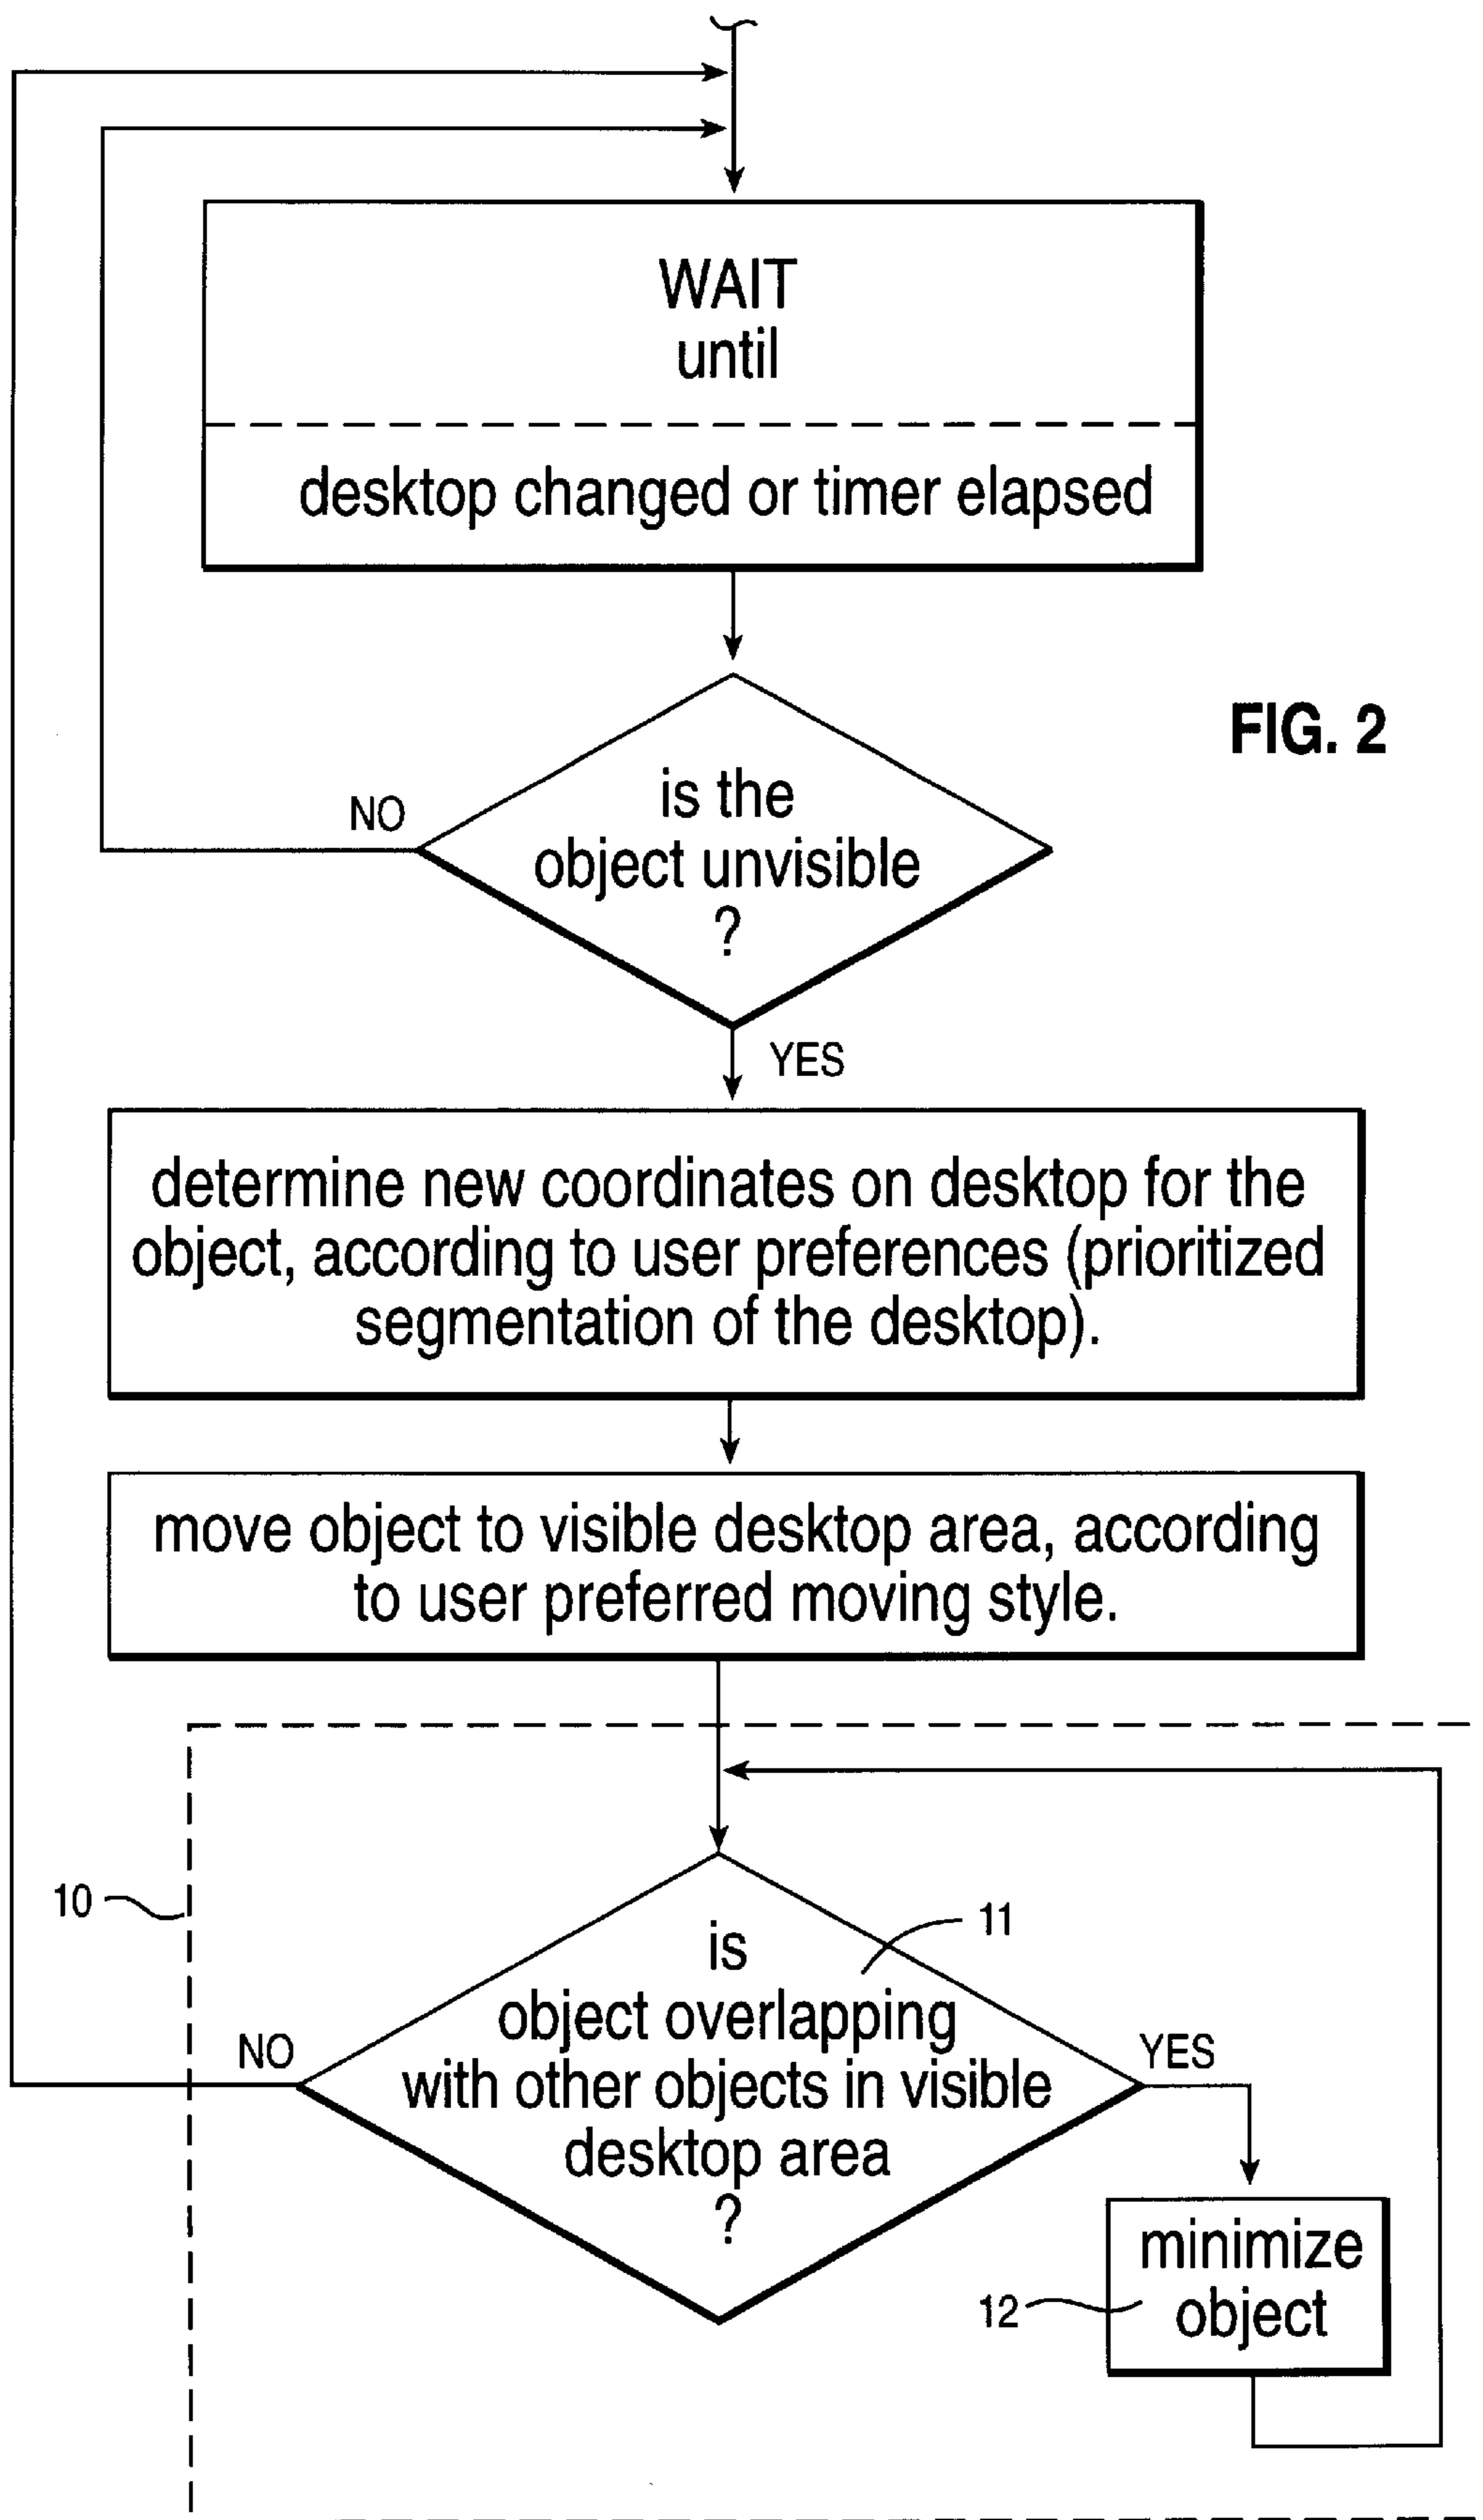 WAIT
until
desktop changed or timer elapsed
FIG. 2
NO
is the
object unvisible
?
YES
determine new coordinates on desktop for the
object, according to user preferences (prioritized
segmentation of the desktop).
move object to visible desktop area, according
to user preferred moving style.
10
11
is
object overlapping
with other objects in visible
desktop area
?
NO
YES
minimize
object
12